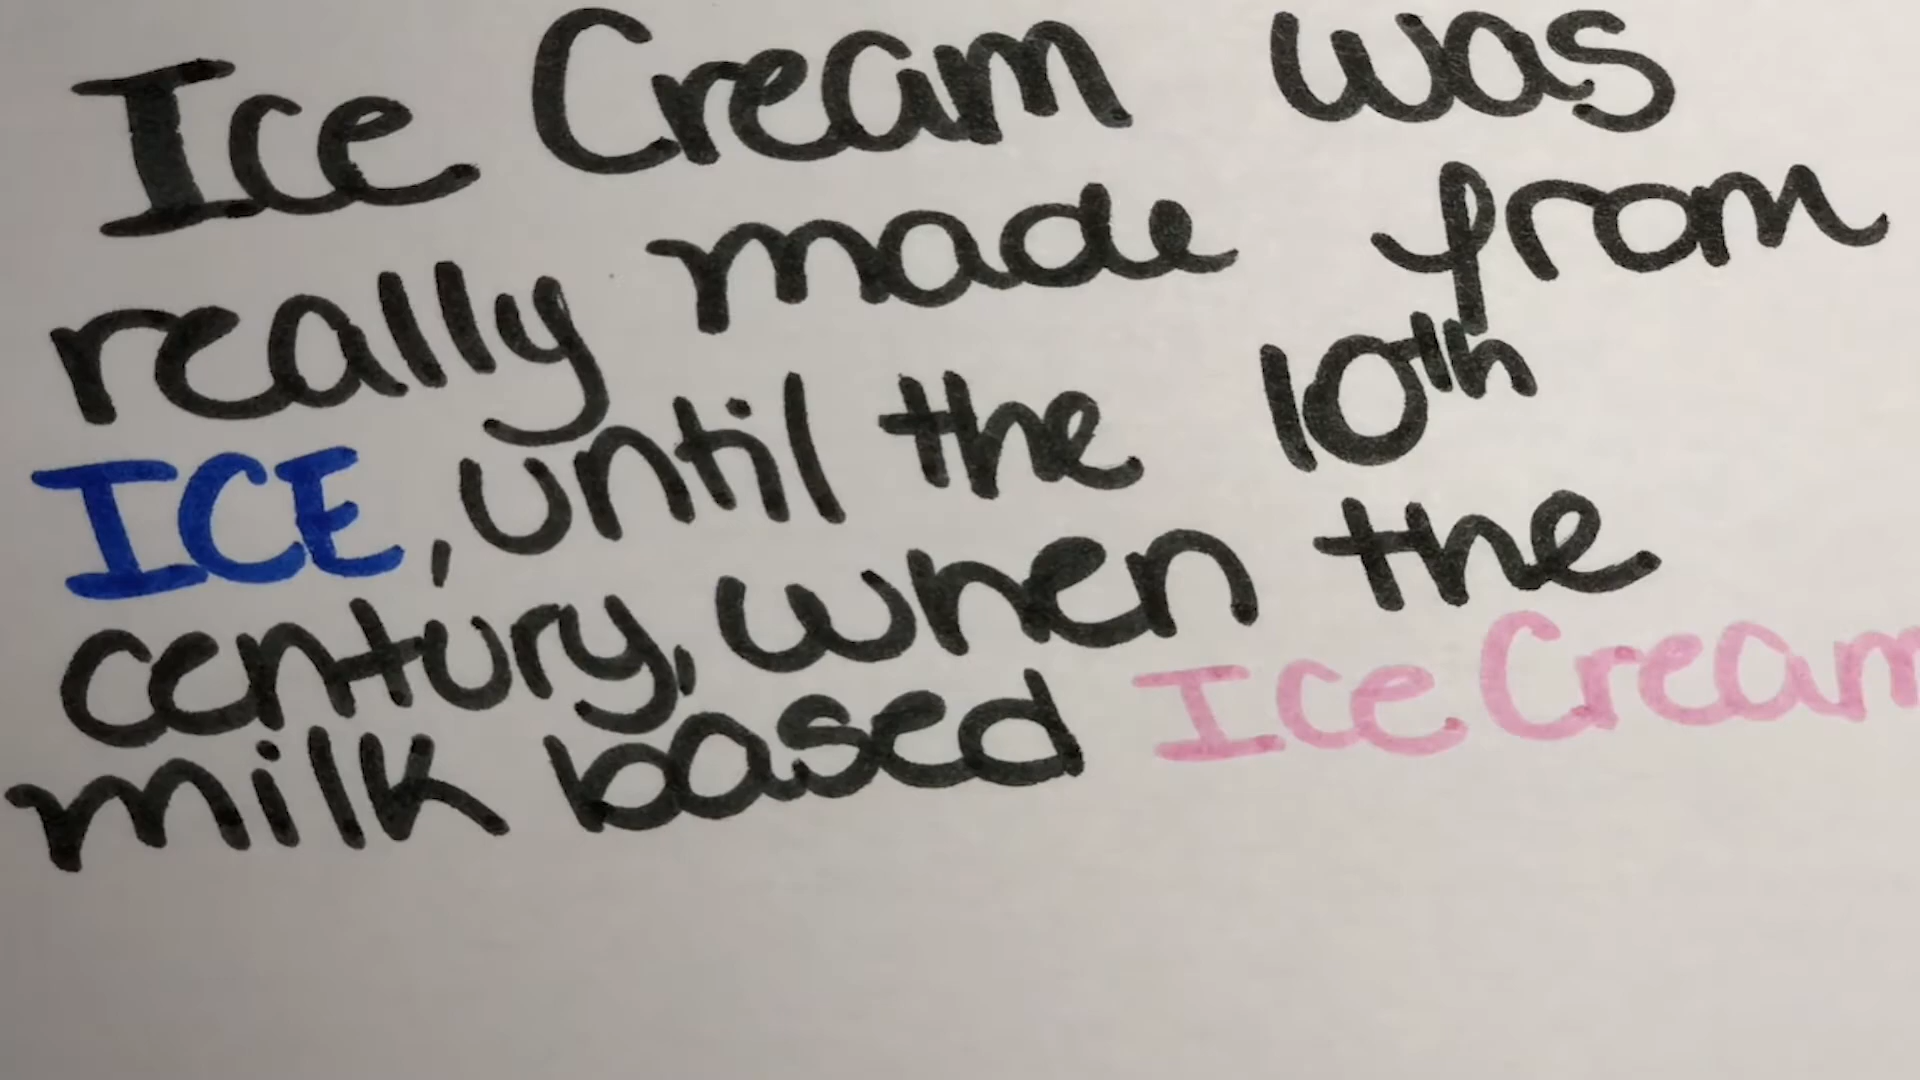 Ice Cream was
really made from
ICE, until the 10th
century, when the
milk based Ice Cream